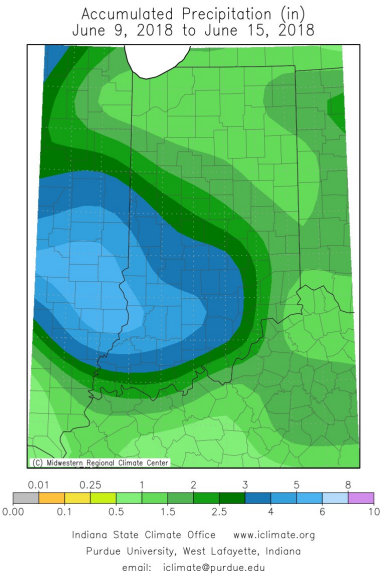 Accumulated Precipitation (in)
June 9, 2018 to June 15, 2018
(C) Midwestern Regional Climate Center
0.01 0.25 1 2 3 5 8
0.00 0.1 0.5 1.5 2.5 4 6 10
Indiana State Climate Office www.iclimate.org
Purdue University, West Lafayette, Indiana
email: iclimate@purdue.edu